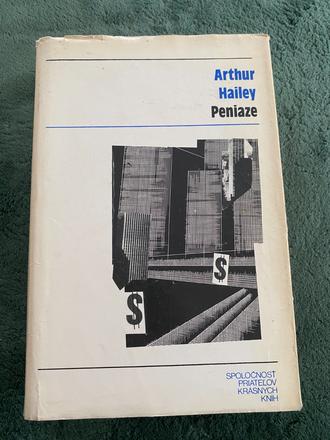 Arthur
Hailey
Peniaze
$
$
SPOLOČNOSŤ
PRIATEĽOV
KRÁSNYCH
KNÍH